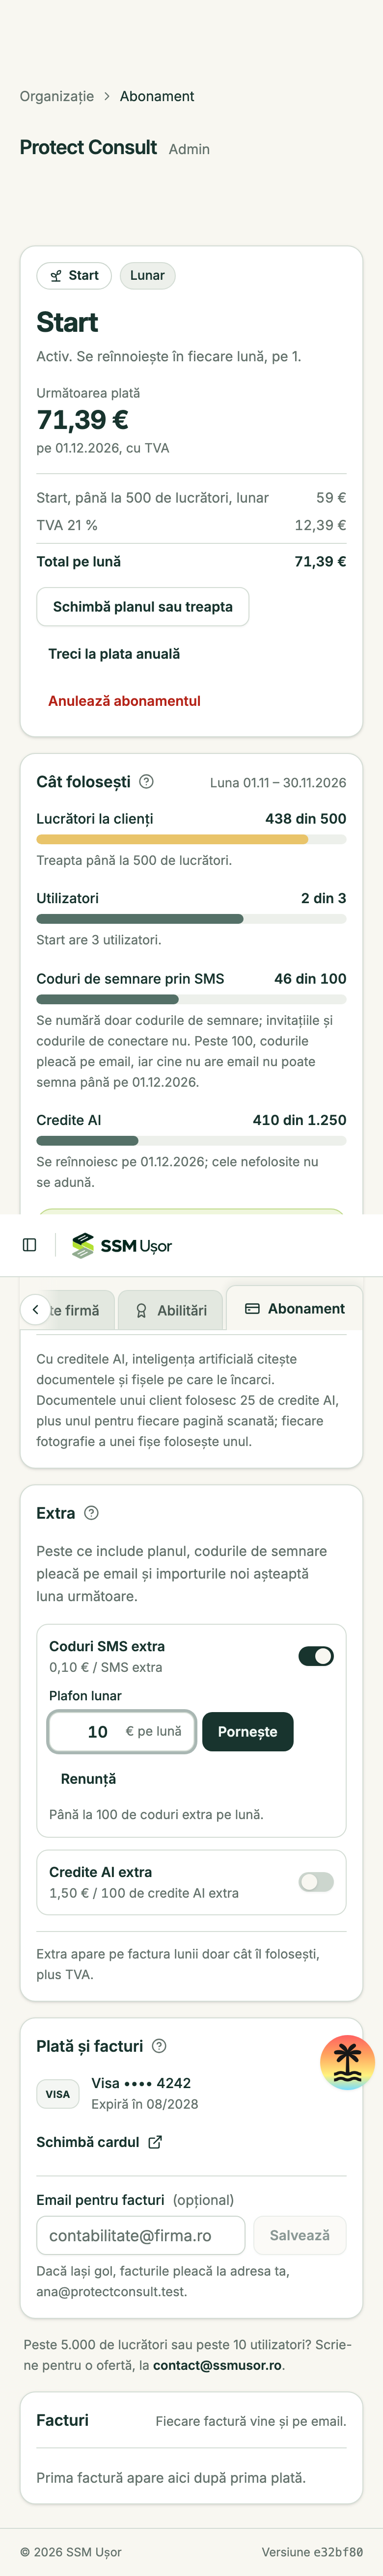 Organizație > Abonament
Protect Consult Admin
Start Lunar
Start
Activ. Se reînnoiește în fiecare lună, pe 1.
Următoarea plată
71,39 €
pe 01.12.2026, cu TVA
Start, până la 500 de lucrători, lunar 59 €
TVA 21 % 12,39 €
Total pe lună 71,39 €
Schimbă planul sau treapta
Treci la plata anuală
Anulează abonamentul
Cât folosești Luna 01.11 – 30.11.2026
Lucrători la clienți 438 din 500
Treapta până la 500 de lucrători.
Utilizatori 2 din 3
Start are 3 utilizatori.
Coduri de semnare prin SMS 46 din 100
Se numără doar codurile de semnare; invitațiile și
codurile de conectare nu. Peste 100, codurile
pleacă pe email, iar cine nu are email nu poate
semna până pe 01.12.2026.
Credite AI 410 din 1.250
Se reînnoiesc pe 01.12.2026; cele nefolosite nu
se adună.
SSM Ușor
te firmă Abilitări Abonament
Cu creditele AI, inteligența artificială citește
documentele și fișele pe care le încarci.
Documentele unui client folosesc 25 de credite AI,
plus unul pentru fiecare pagină scanată; fiecare
fotografie a unei fișe folosește unul.
Extra
Peste ce include planul, codurile de semnare
pleacă pe email și importurile noi așteaptă
luna următoare.
Coduri SMS extra
0,10 € / SMS extra
Plafon lunar
10 € pe lună Pornește
Renunță
Până la 100 de coduri extra pe lună.
Credite AI extra
1,50 € / 100 de credite AI extra
Extra apare pe factura lunii doar cât îl folosești,
plus TVA.
Plată și facturi
VISA Visa •••• 4242
Expiră în 08/2028
Schimbă cardul
Email pentru facturi (opțional)
contabilitate@firma.ro Salvează
Dacă lași gol, facturile pleacă la adresa ta,
ana@protectconsult.test.
Peste 5.000 de lucrători sau peste 10 utilizatori? Scrie-
ne pentru o ofertă, la contact@ssmusor.ro.
Facturi Fiecare factură vine și pe email.
Prima factură apare aici după prima plată.
© 2026 SSM Ușor Versiune e32bf80